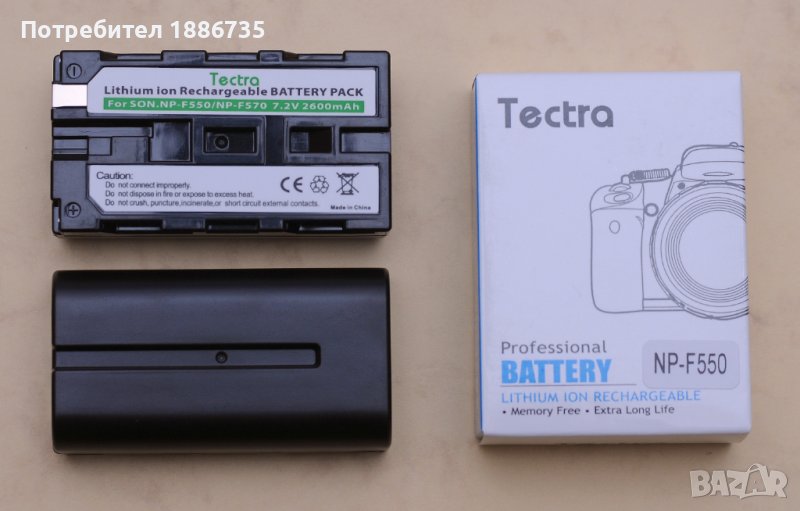 Потребител 1886735
Tectra
Lithium ion Rechargeable BATTERY PACK
For SON.NP-F550/NP-F570 7.2V 2600mAh
Caution:
Do not connect improperly.
Do not dissipation in fire or expose to excess heat.
Do not crush, puncture,incinerate,or short circuit external contacts.
CE
Made in China
Tectra
Professional
BATTERY
LITHIUM ION RECHARGEABLE
• Memory Free • Extra Long Life
NP-F550
BAZAR